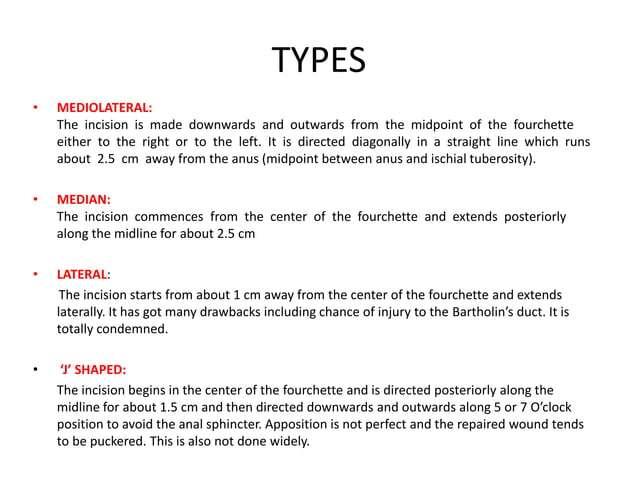 TYPES
• MEDIOLATERAL:
The incision is made downwards and outwards from the midpoint of the fourchette
either to the right or to the left. It is directed diagonally in a straight line which runs
about 2.5 cm away from the anus (midpoint between anus and ischial tuberosity).
• MEDIAN:
The incision commences from the center of the fourchette and extends posteriorly
along the midline for about 2.5 cm
• LATERAL:
The incision starts from about 1 cm away from the center of the fourchette and extends
laterally. It has got many drawbacks including chance of injury to the Bartholin’s duct. It is
totally condemned.
• ‘J’ SHAPED:
The incision begins in the center of the fourchette and is directed posteriorly along the
midline for about 1.5 cm and then directed downwards and outwards along 5 or 7 O’clock
position to avoid the anal sphincter. Apposition is not perfect and the repaired wound tends
to be puckered. This is also not done widely.